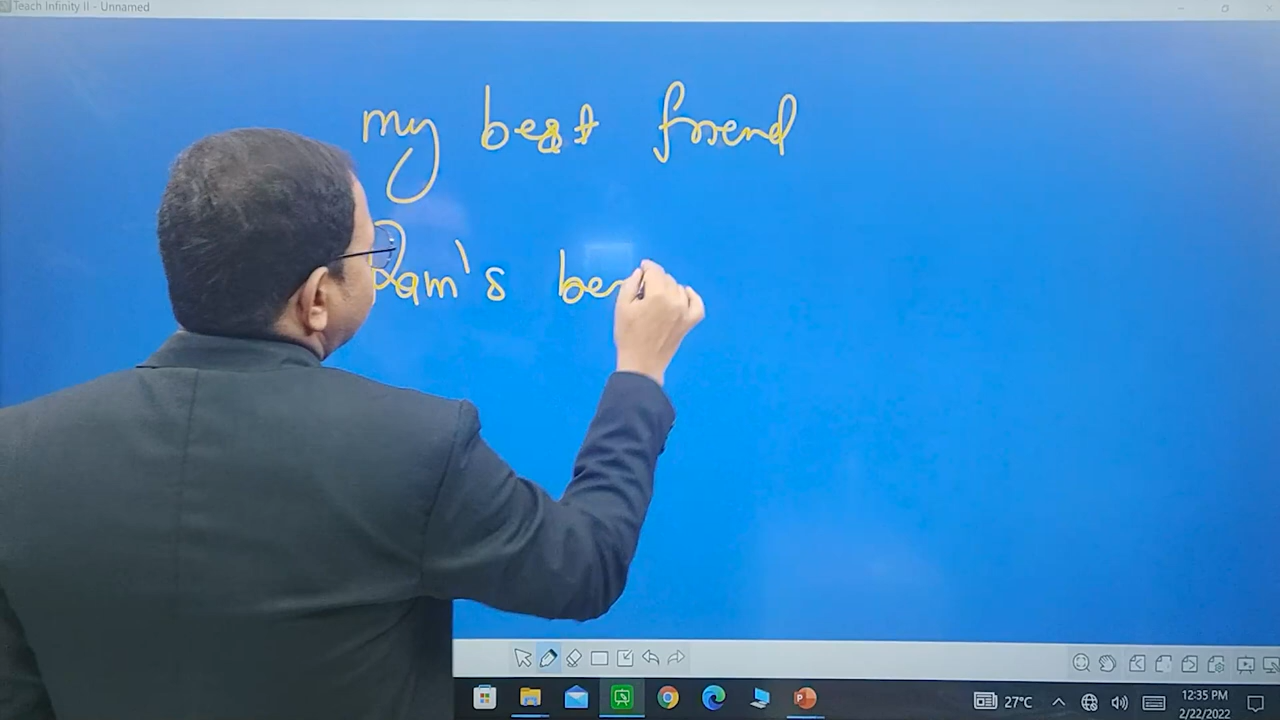 Teach Infinity II - Unnamed
my best friend
Ram's be
27°C
12:35 PM
2/22/2022